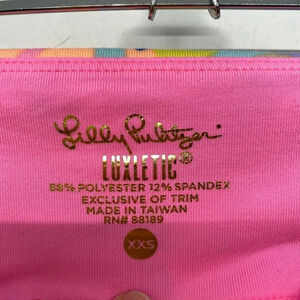 Lilly Pulitzer
LUXLETIC®
88% POLYESTER 12% SPANDEX
EXCLUSIVE OF TRIM
MADE IN TAIWAN
RN# 88189
XXS